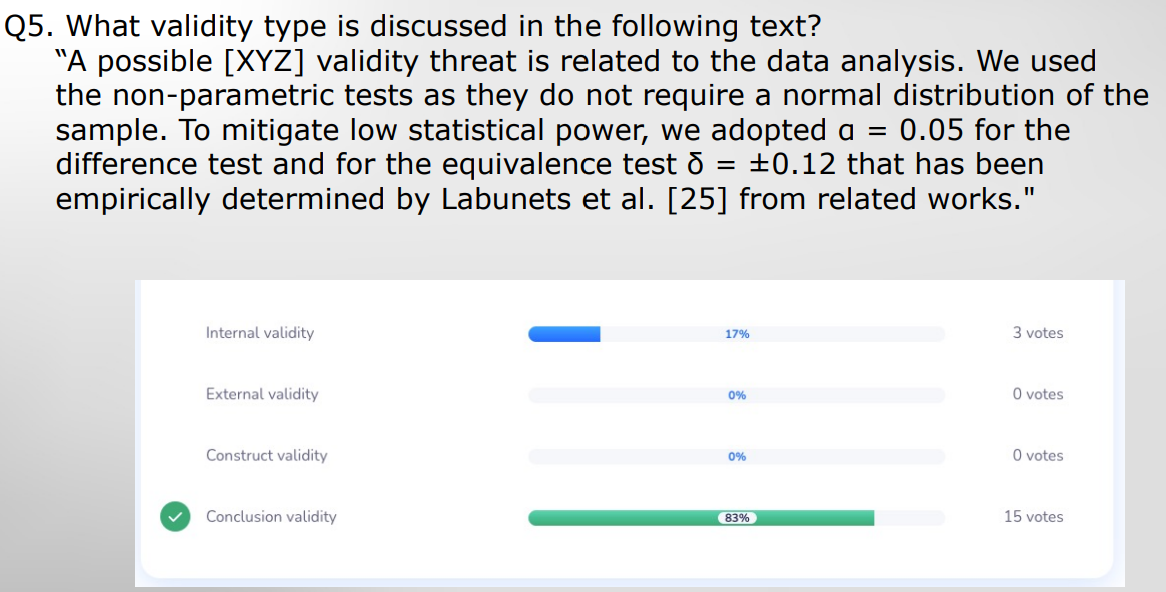 Q5. What validity type is discussed in the following text?
“A possible [XYZ] validity threat is related to the data analysis. We used
the non-parametric tests as they do not require a normal distribution of the
sample. To mitigate low statistical power, we adopted α = 0.05 for the
difference test and for the equivalence test δ = ±0.12 that has been
empirically determined by Labunets et al. [25] from related works."
Internal validity 17% 3 votes
External validity 0% 0 votes
Construct validity 0% 0 votes
Conclusion validity 83% 15 votes